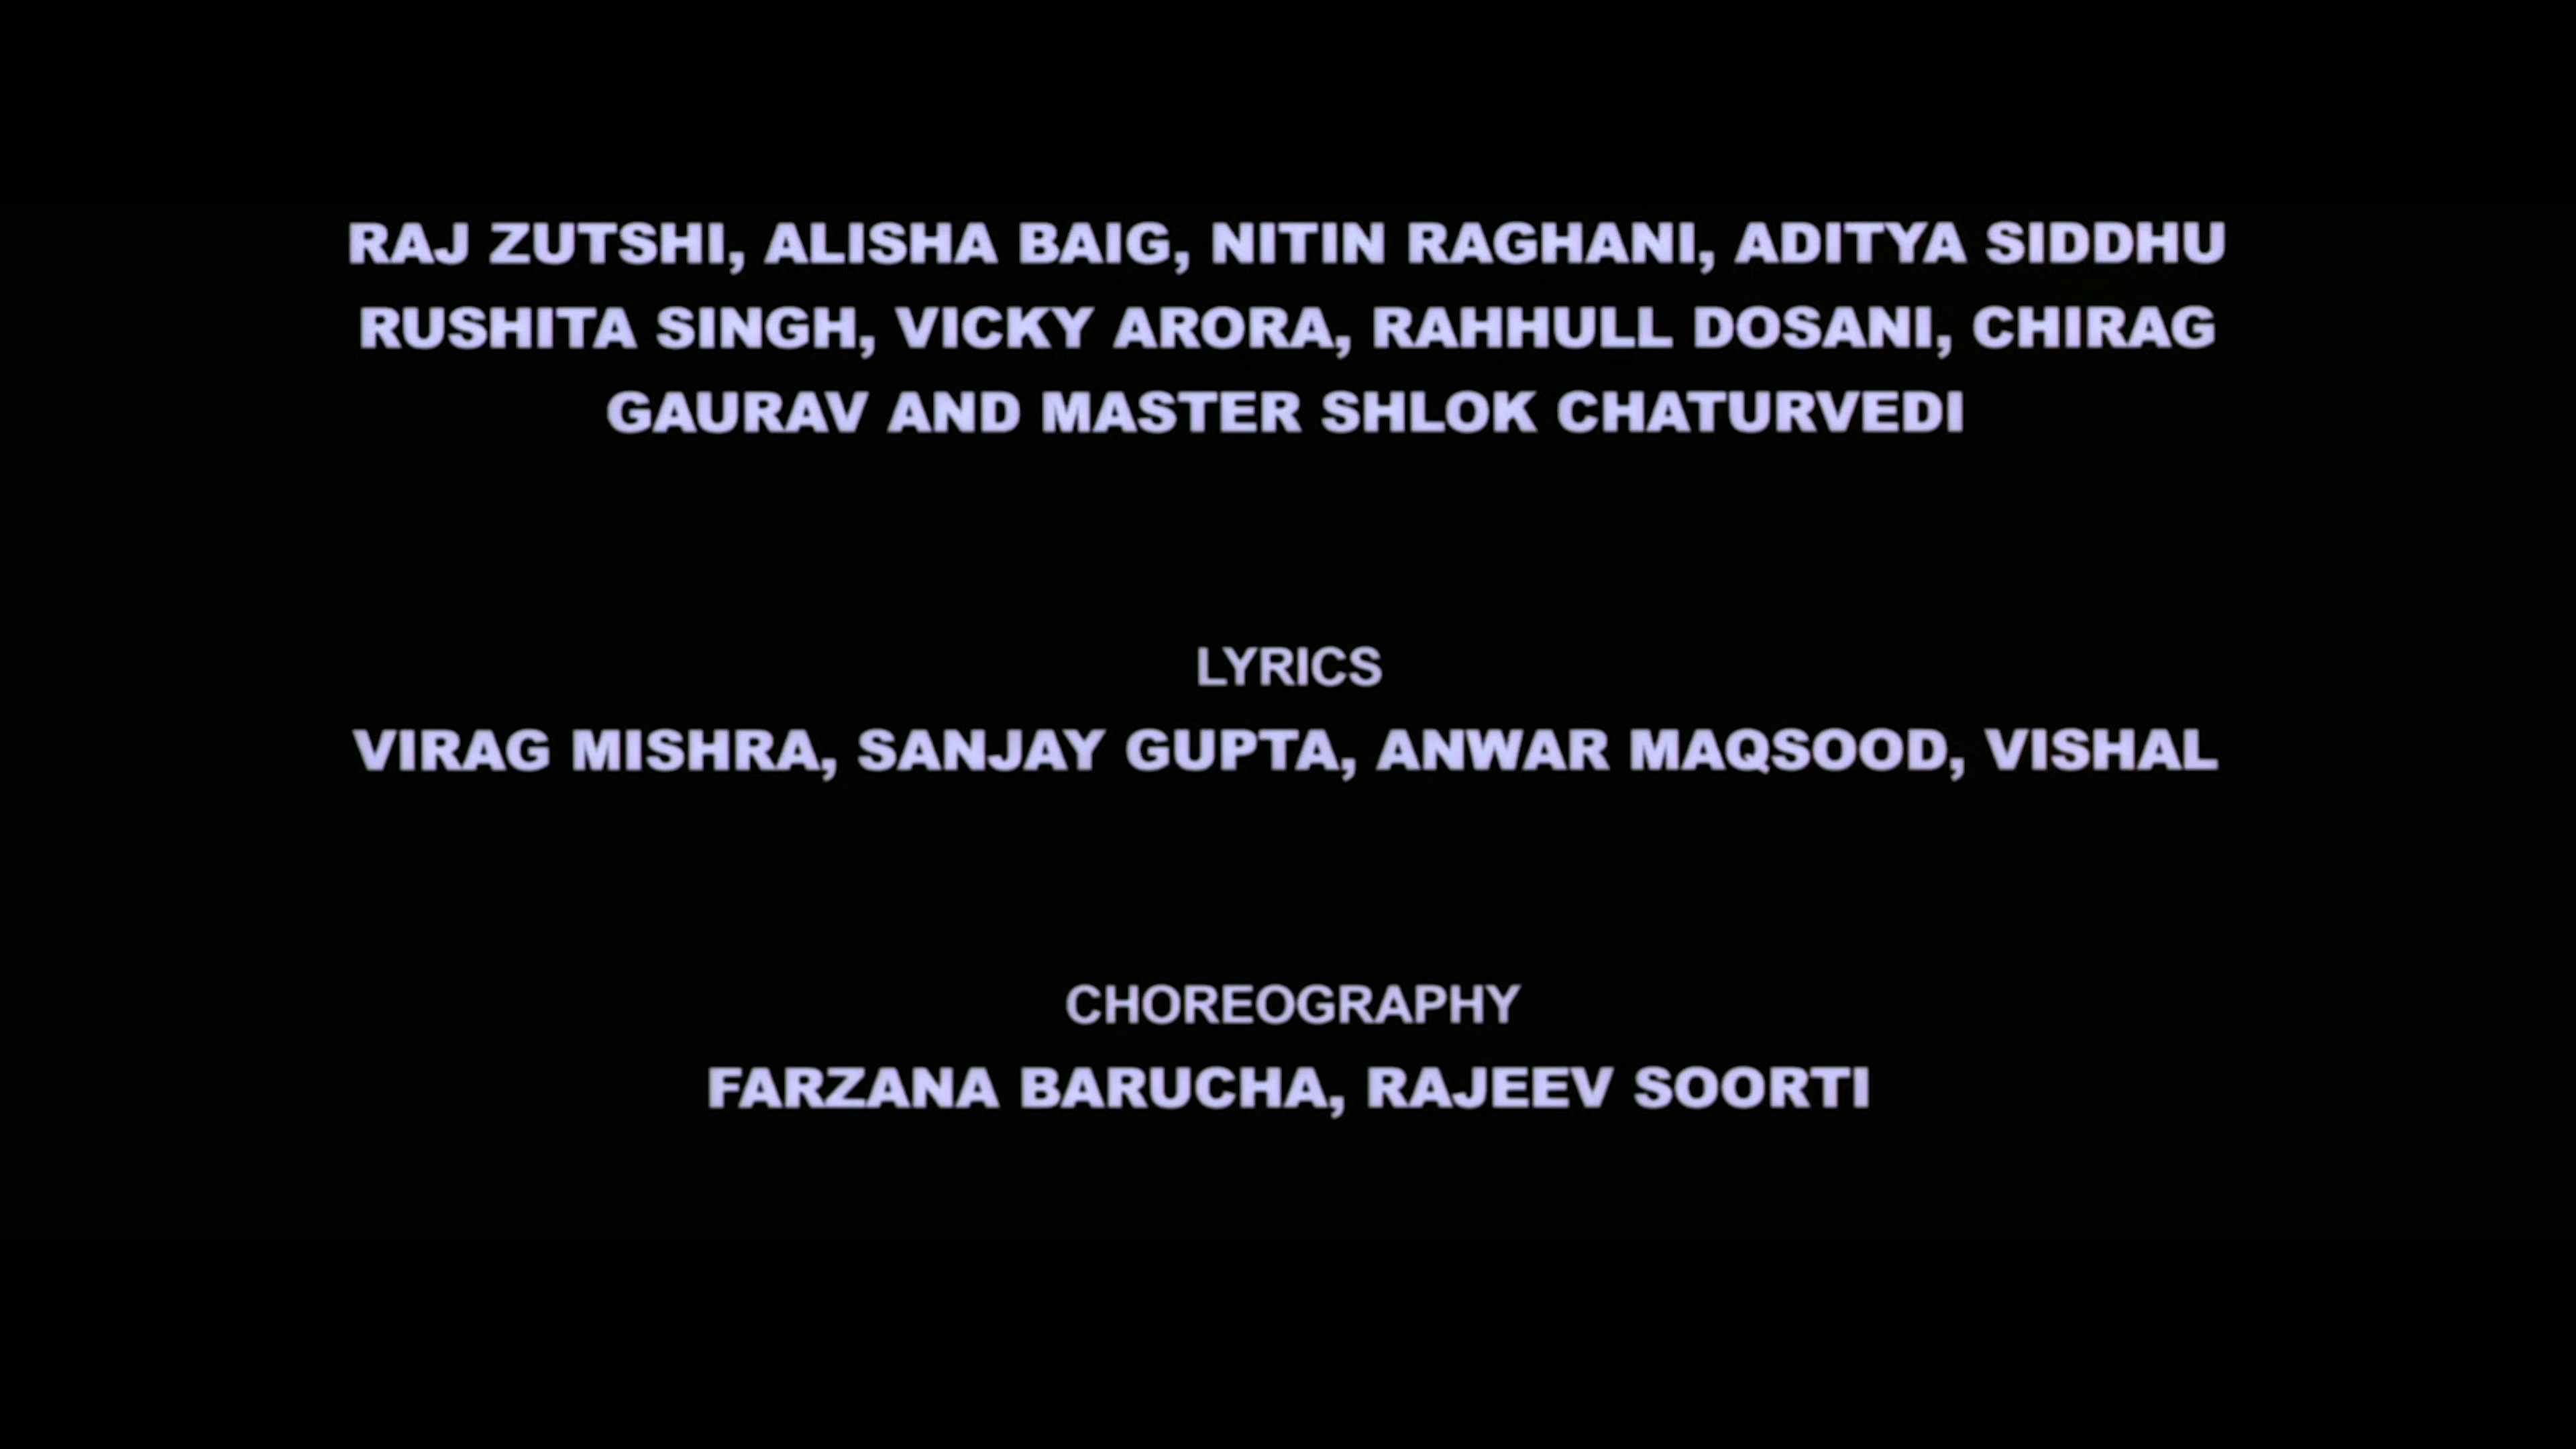 RAJ ZUTSHI, ALISHA BAIG, NITIN RAGHANI, ADITYA SIDDHU
RUSHITA SINGH, VICKY ARORA, RAHHULL DOSANI, CHIRAG
GAURAV AND MASTER SHLOK CHATURVEDI
LYRICS
VIRAG MISHRA, SANJAY GUPTA, ANWAR MAQSOOD, VISHAL
CHOREOGRAPHY
FARZANA BARUCHA, RAJEEV SOORTI